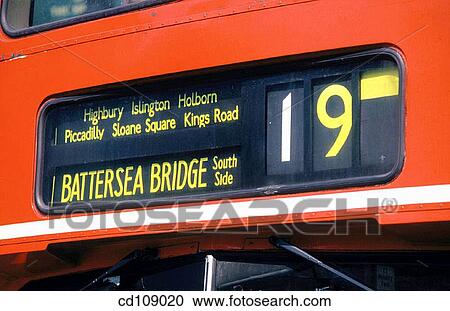 Highbury Islington Holborn
Piccadilly Sloane Square Kings Road
BATTERSEA BRIDGE South Side
19
FOTOSEARCH®
cd109020 www.fotosearch.com